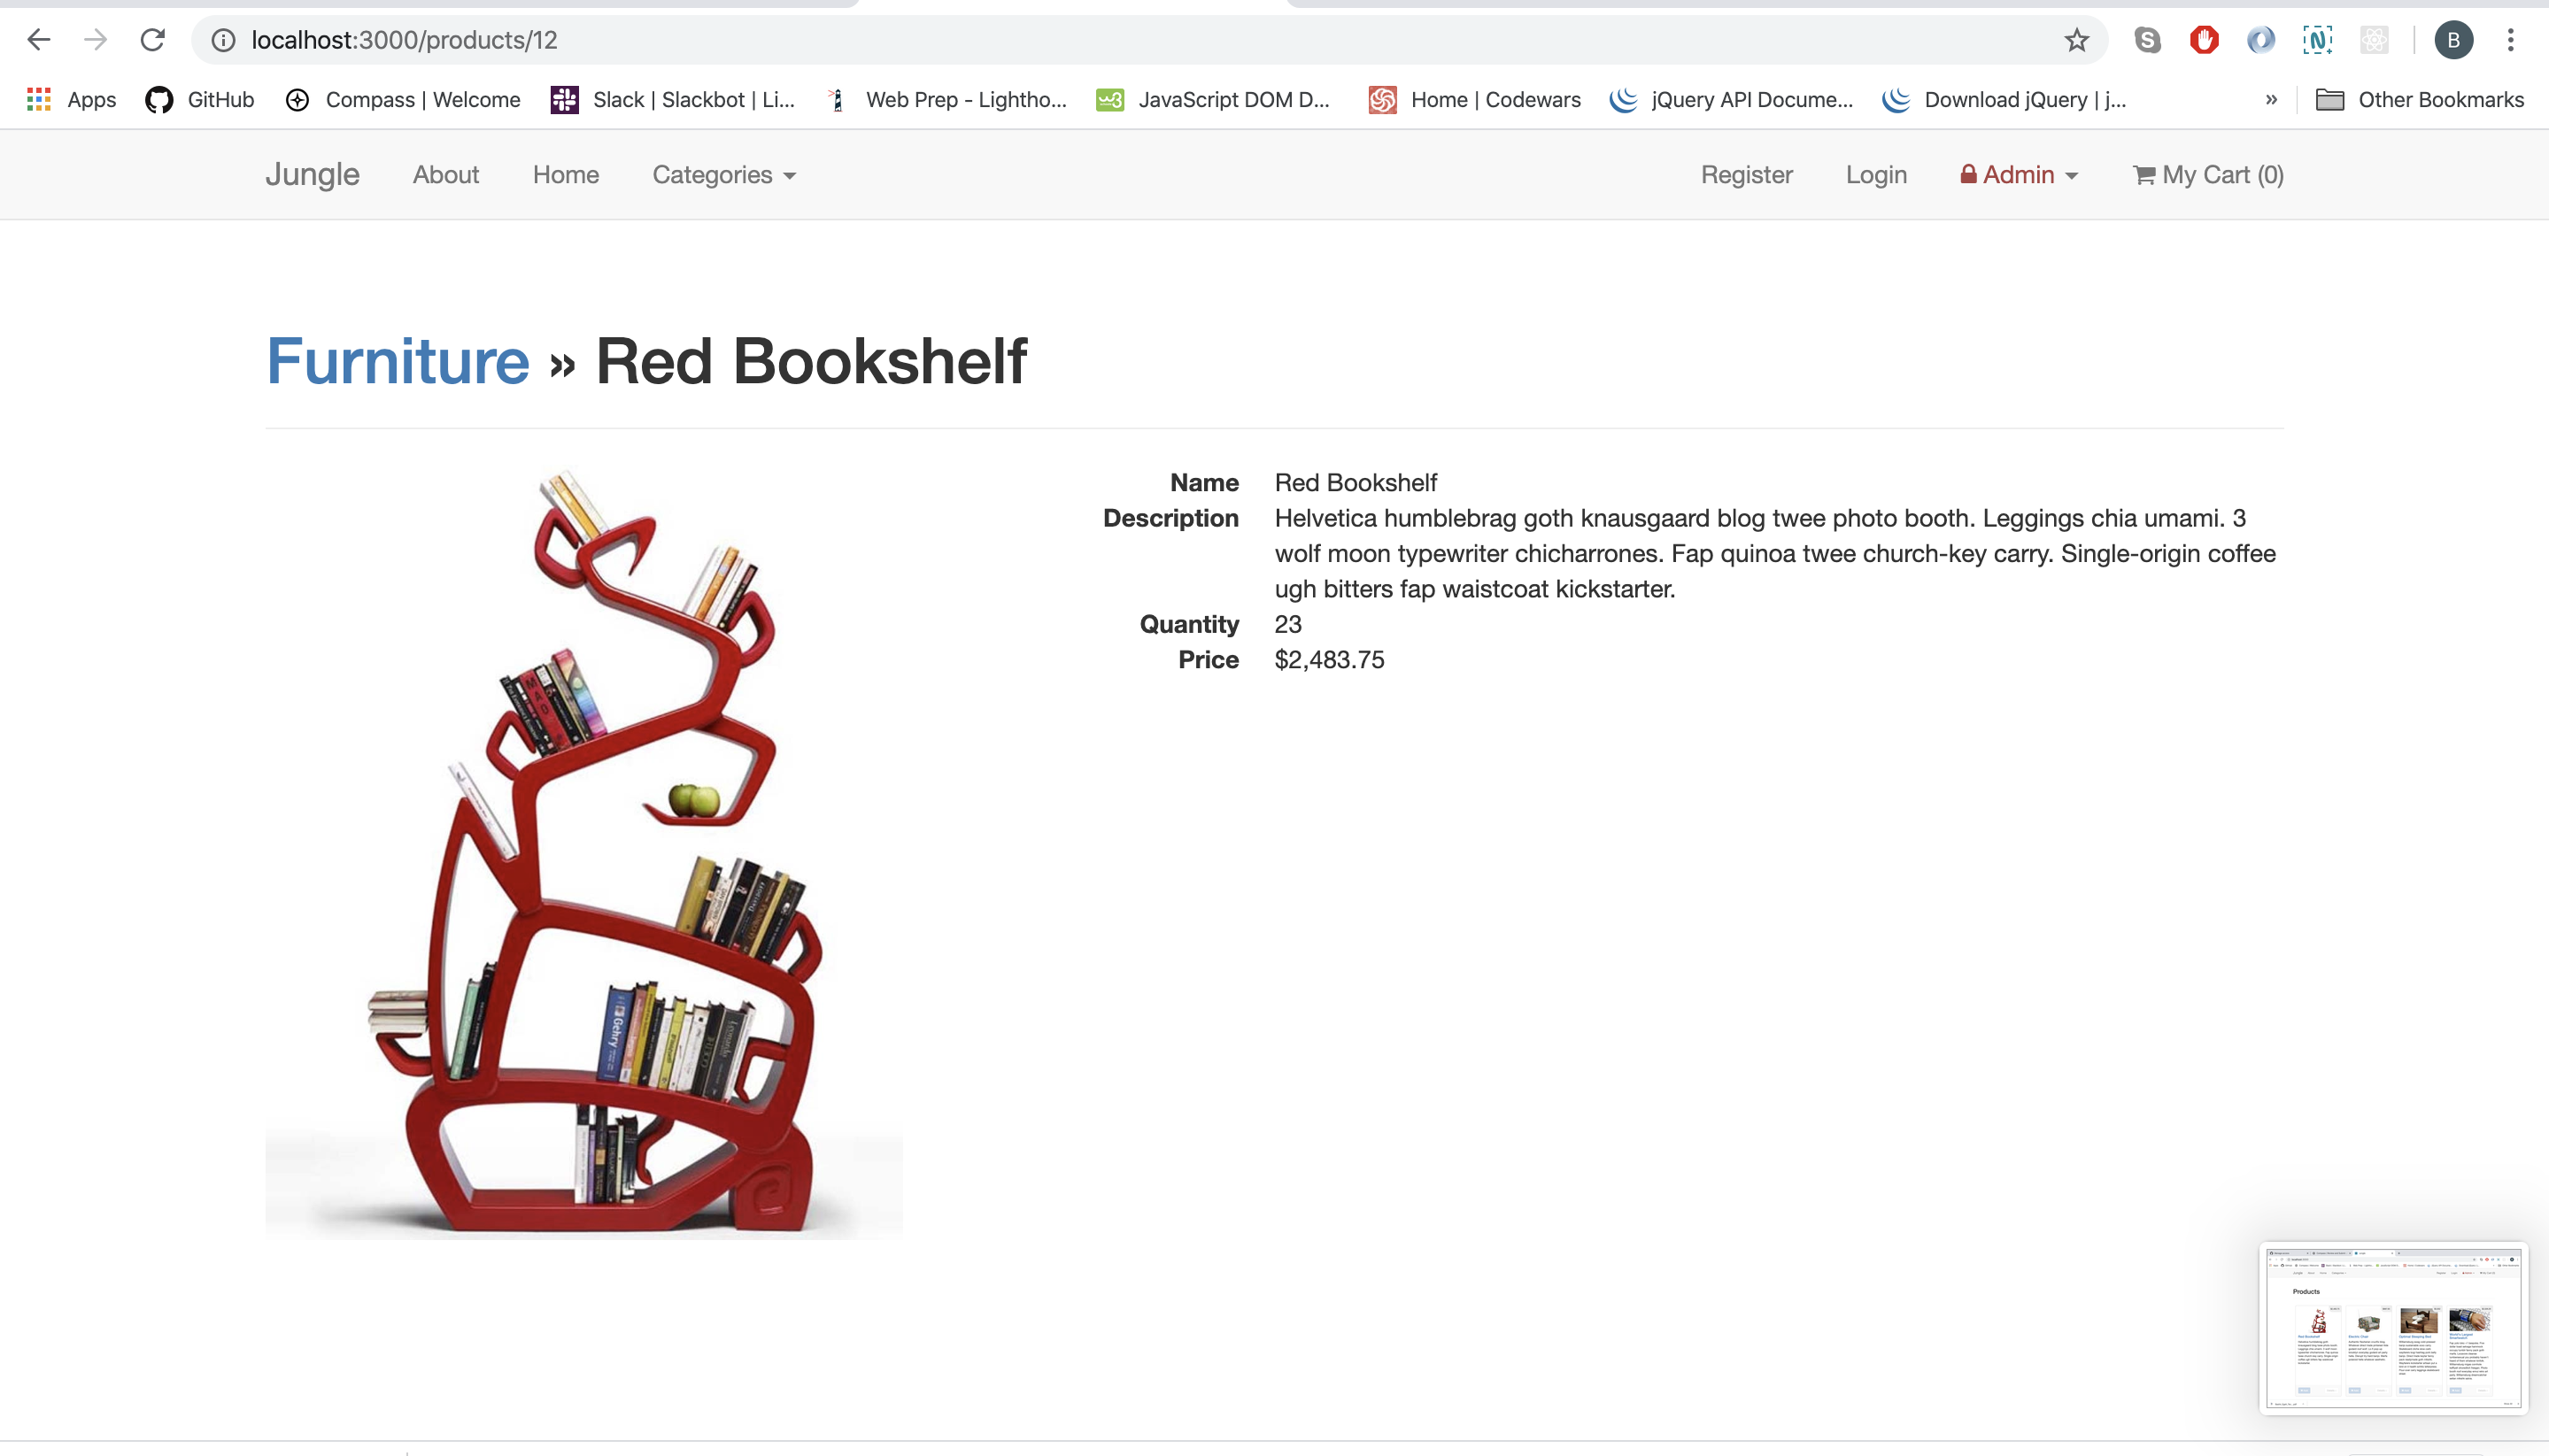 localhost:3000/products/12
B
Apps GitHub Compass | Welcome Slack | Slackbot | Li... Web Prep - Lightho... JavaScript DOM D... Home | Codewars jQuery API Docume... Download jQuery | j... » Other Bookmarks
Jungle About Home Categories Register Login Admin My Cart (0)
Furniture » Red Bookshelf
Name Red Bookshelf
Description Helvetica humblebrag goth knausgaard blog twee photo booth. Leggings chia umami. 3
wolf moon typewriter chicharrones. Fap quinoa twee church-key carry. Single-origin coffee
ugh bitters fap waistcoat kickstarter.
Quantity 23
Price $2,483.75
MAO
Gehry
Products
Red Bookshelf